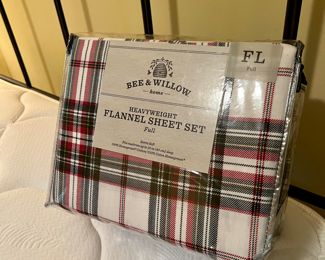 FL
Full
BEE & WILLOW
home
HEAVYWEIGHT
FLANNEL SHEET SET
Full